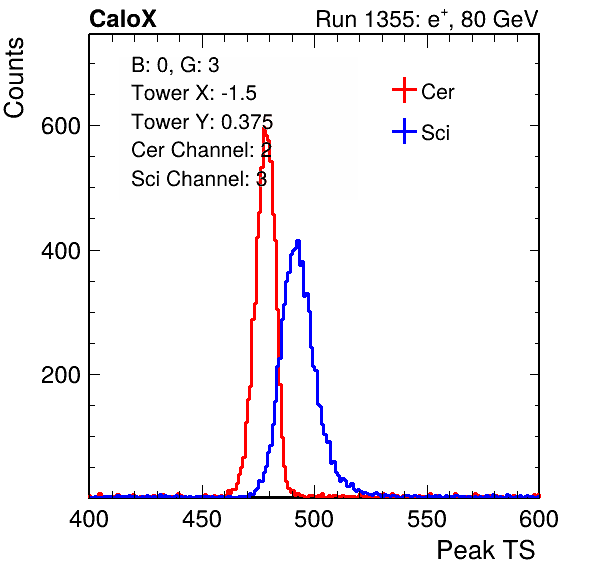 CaloX Run 1355: e⁺, 80 GeV
Counts
B: 0, G: 3
Tower X: -1.5
Tower Y: 0.375
Cer Channel: 2
Sci Channel: 3
Cer
Sci
600
400
200
400 450 500 550 600
Peak TS